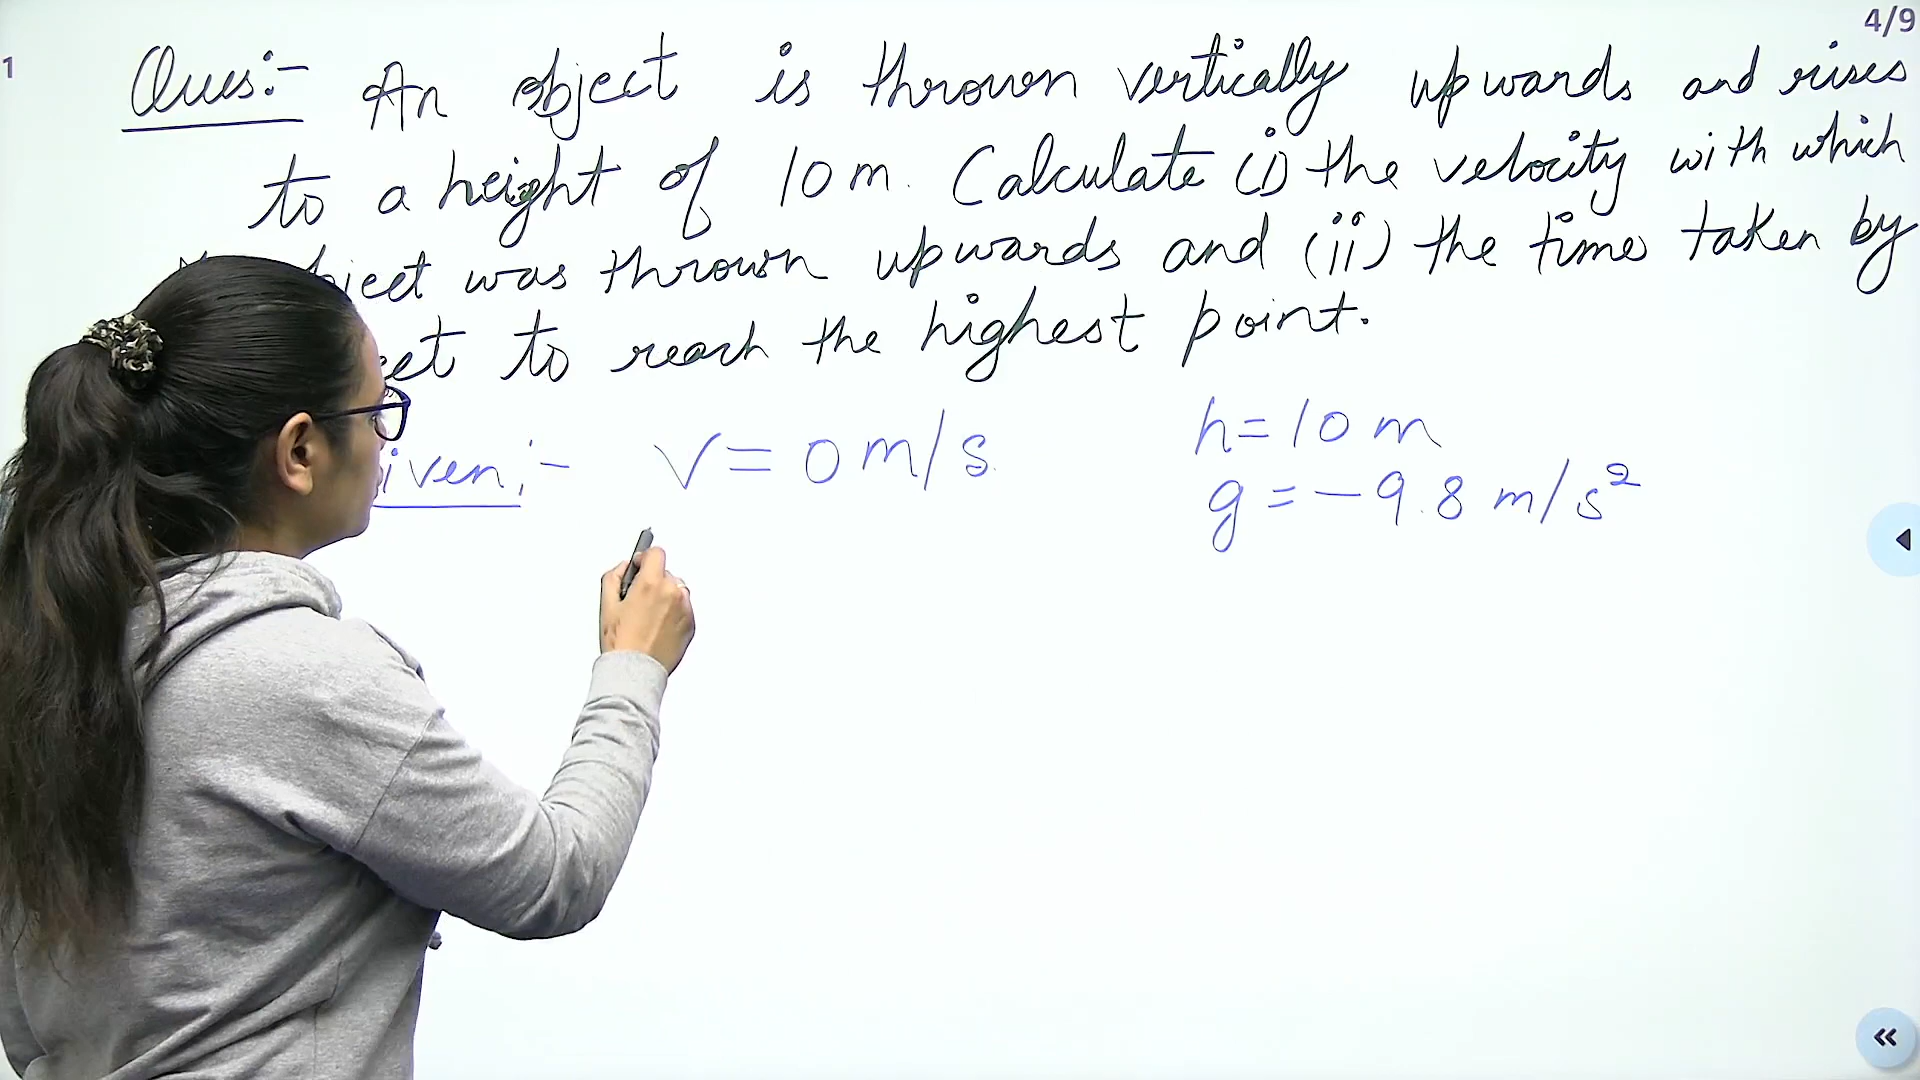 4/9
1
Ques:- An object is thrown vertically upwards and rises
to a height of 10 m. Calculate (i) the velocity with which
object was thrown upwards and (ii) the time taken by
to reach the highest point.
Given:- v = 0 m/s
h = 10 m
g = - 9.8 m/s²